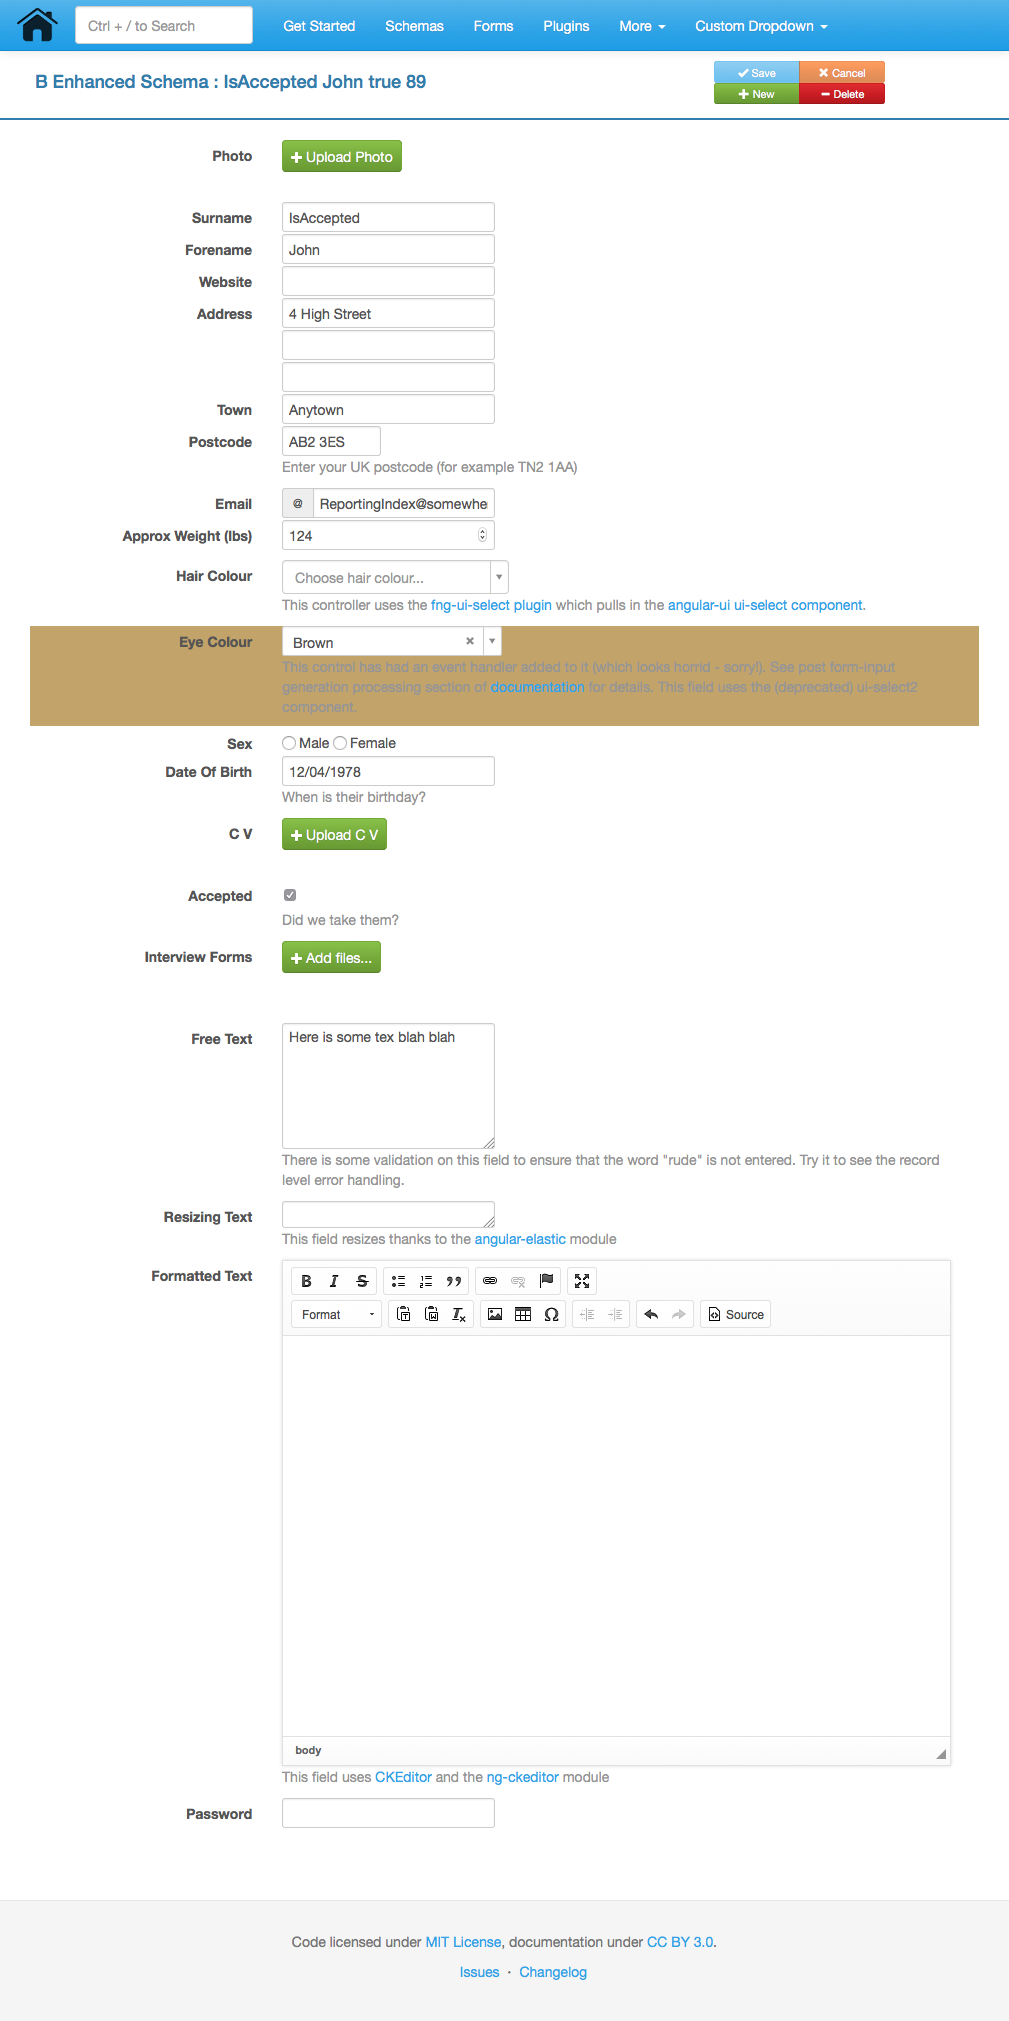 Ctrl + / to Search Get Started Schemas Forms Plugins More Custom Dropdown
B Enhanced Schema : IsAccepted John true 89
Save Cancel
New Delete
Photo Upload Photo
Surname IsAccepted
Forename John
Website
Address 4 High Street
Town Anytown
Postcode AB2 3ES
Enter your UK postcode (for example TN2 1AA)
Email @ ReportingIndex@somewhe
Approx Weight (lbs) 124
Hair Colour Choose hair colour...
This controller uses the fng-ui-select plugin which pulls in the angular-ui ui-select component.
Eye Colour Brown
This control has had an event handler added to it (which looks horrid - sorry!). See post form-input
generation processing section of documentation for details. This field uses the (deprecated) ui-select2
component.
Sex Male Female
Date Of Birth 12/04/1978
When is their birthday?
C V Upload C V
Accepted
Did we take them?
Interview Forms Add files...
Free Text Here is some tex blah blah
There is some validation on this field to ensure that the word "rude" is not entered. Try it to see the record
level error handling.
Resizing Text
This field resizes thanks to the angular-elastic module
Formatted Text B I S
Format Source
body
This field uses CKEditor and the ng-ckeditor module
Password
Code licensed under MIT License, documentation under CC BY 3.0.
Issues · Changelog